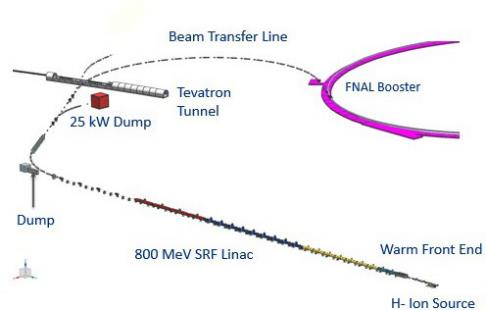 Beam Transfer Line
FNAL Booster
Tevatron
Tunnel
25 kW Dump
Dump
800 MeV SRF Linac
Warm Front End
H- Ion Source